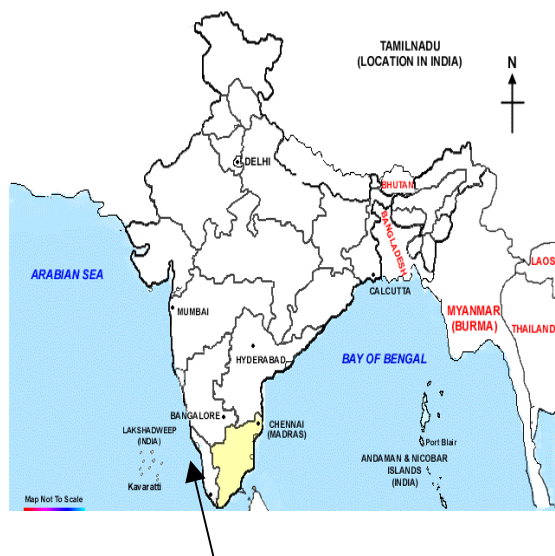 TAMILNADU
(LOCATION IN INDIA)
N
DELHI
BHUTAN
BANGLADESH
ARABIAN SEA
LAOS
CALCUTTA
MUMBAI
MYANMAR
(BURMA)
THAILAND
HYDERABAD
BAY OF BENGAL
BANGALORE
CHENNAI
(MADRAS)
LAKSHADWEEP
(INDIA)
Port Blair
ANDAMAN & NICOBAR
ISLANDS
(INDIA)
Kavaratti
Map Not To Scale